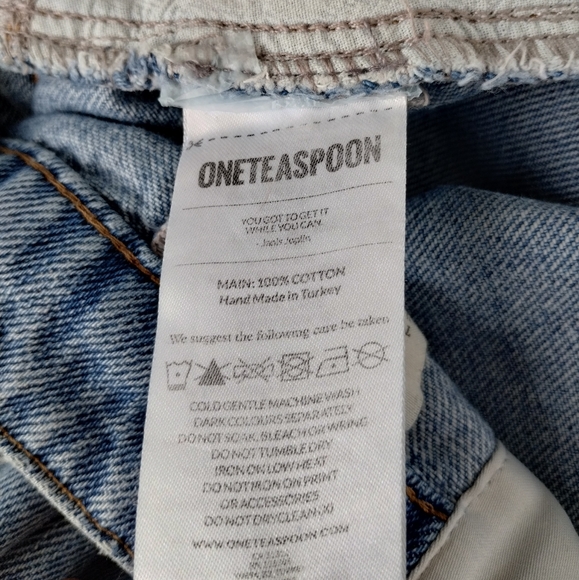 ONETEASPOON
YOU GOT TO GET IT
WHILE YOU CAN.
- Janis Joplin
MAIN: 100% COTTON
Hand Made in Turkey
We suggest the following care be taken
COLD GENTLE MACHINE WASH
DARK COLOURS SEPARATELY
DO NOT SOAK, BLEACH OR WRING
DO NOT TUMBLE DRY
IRON ON LOW HEAT
DO NOT IRON ON PRINT
OR ACCESSORIES
DO NOT DRYCLEAN
WWW.ONETEASPOON.COM